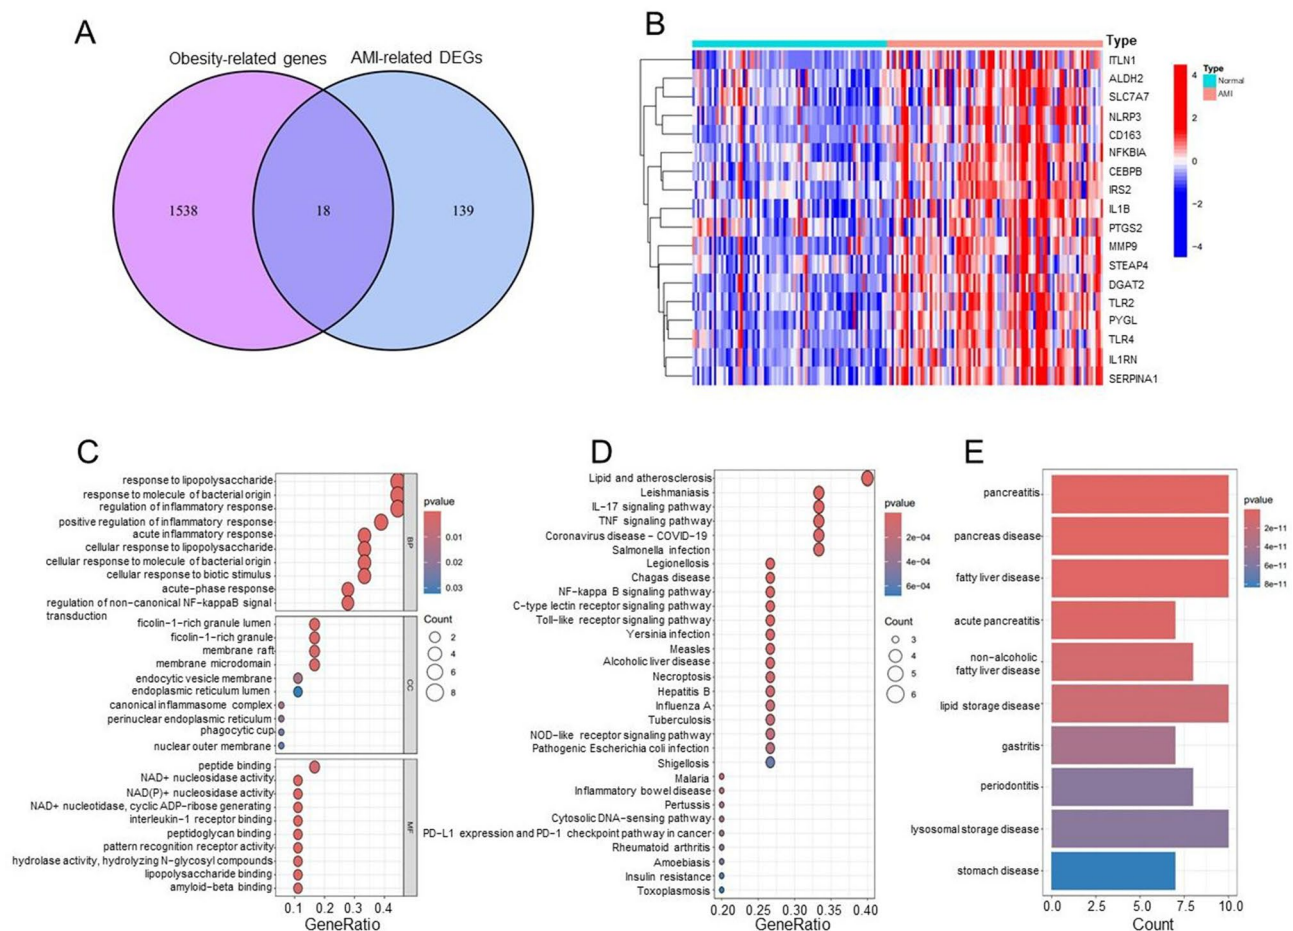 A
Obesity-related genes
AMI-related DEGs
1538
18
139
B
Type
ITLN1
ALDH2
SLC7A7
NLRP3
CD163
NFKBIA
CEBPB
IRS2
IL1B
PTGS2
MMP9
STEAP4
DGAT2
TLR2
PYGL
TLR4
IL1RN
SERPINA1
4
2
0
−2
−4
Type
Normal
AMI
C
response to lipopolysaccharide
response to molecule of bacterial origin
regulation of inflammatory response
positive regulation of inflammatory response
acute inflammatory response
cellular response to lipopolysaccharide
cellular response to molecule of bacterial origin
cellular response to biotic stimulus
acute−phase response
regulation of non−canonical NF−kappaB signal
transduction
BP
ficolin−1−rich granule lumen
ficolin−1−rich granule
membrane raft
membrane microdomain
endocytic vesicle membrane
endoplasmic reticulum lumen
canonical inflammasome complex
perinuclear endoplasmic reticulum
phagocytic cup
nuclear outer membrane
CC
peptide binding
NAD+ nucleosidase activity
NAD(P)+ nucleosidase activity
NAD+ nucleotidase, cyclic ADP−ribose generating
interleukin−1 receptor binding
peptidoglycan binding
pattern recognition receptor activity
hydrolase activity, hydrolyzing N−glycosyl compounds
lipopolysaccharide binding
amyloid−beta binding
MF
0.1 0.2 0.3 0.4
GeneRatio
pvalue
0.01
0.02
0.03
Count
2
4
6
8
D
Lipid and atherosclerosis
Leishmaniasis
IL−17 signaling pathway
TNF signaling pathway
Coronavirus disease − COVID−19
Salmonella infection
Legionellosis
Chagas disease
NF−kappa B signaling pathway
C−type lectin receptor signaling pathway
Toll−like receptor signaling pathway
Yersinia infection
Measles
Alcoholic liver disease
Necroptosis
Hepatitis B
Influenza A
Tuberculosis
NOD−like receptor signaling pathway
Pathogenic Escherichia coli infection
Shigellosis
Malaria
Inflammatory bowel disease
Pertussis
Cytosolic DNA−sensing pathway
PD−L1 expression and PD−1 checkpoint pathway in cancer
Rheumatoid arthritis
Amoebiasis
Insulin resistance
Toxoplasmosis
0.20 0.25 0.30 0.35 0.40
GeneRatio
pvalue
2e−04
4e−04
6e−04
Count
3
4
5
6
E
pancreatitis
pancreas disease
fatty liver disease
acute pancreatitis
non−alcoholic
fatty liver disease
lipid storage disease
gastritis
periodontitis
lysosomal storage disease
stomach disease
0.0 2.5 5.0 7.5 10.0
Count
pvalue
2e−11
4e−11
6e−11
8e−11